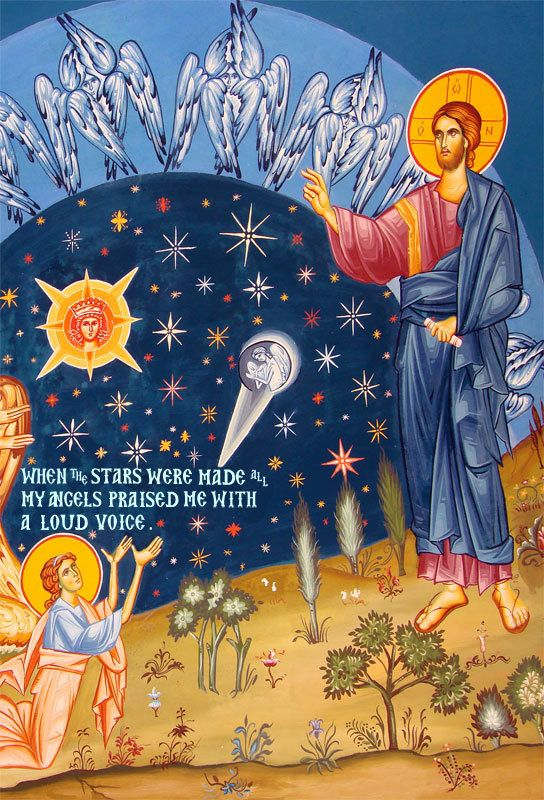 Ὁ Ὤ Ν
WHEN THE STARS WERE MADE ALL
MY ANGELS PRAISED ME WITH
A LOUD VOICE.